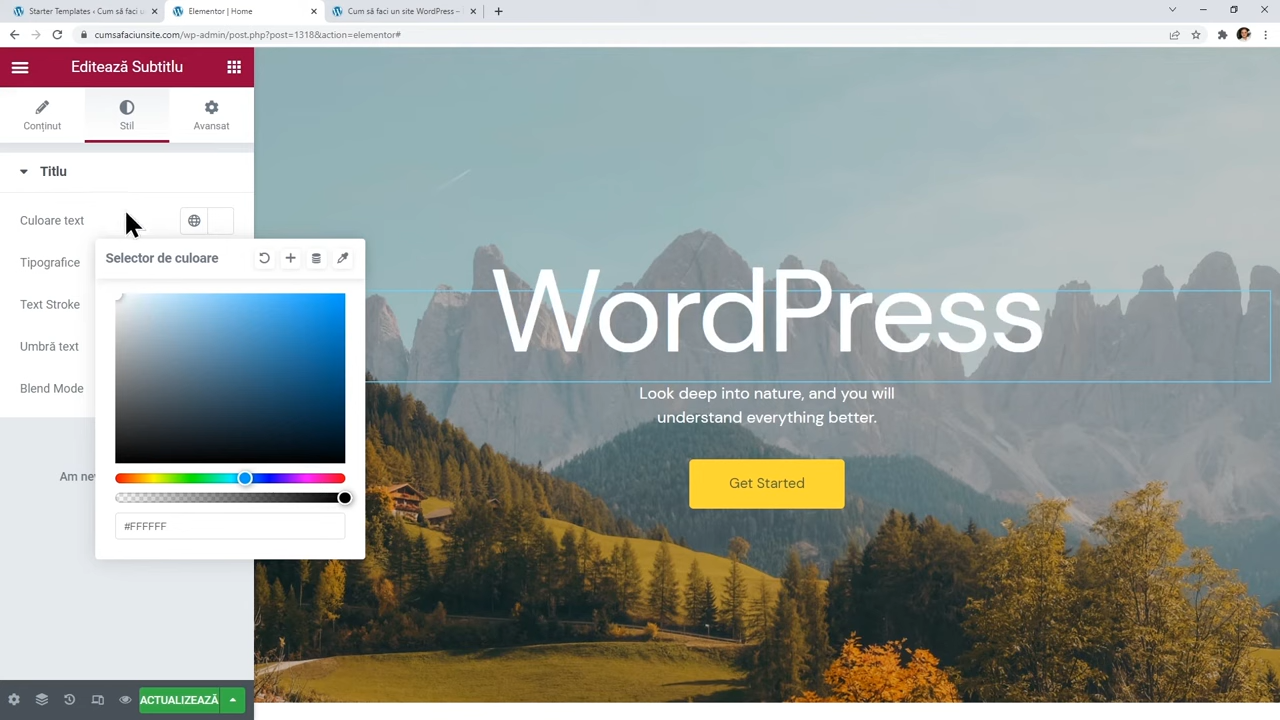 Starter Templates ‹ Cum să faci u
Elementor | Home
Cum să faci un site WordPress –
cumsafaciunsite.com/wp-admin/post.php?post=1318&action=elementor#
Editează Subtitlu
Conținut
Stil
Avansat
Titlu
Culoare text
Tipografice
Text Stroke
Umbră text
Blend Mode
Am nev
Selector de culoare
#FFFFFF
ACTUALIZEAZĂ
WordPress
Look deep into nature, and you will
understand everything better.
Get Started